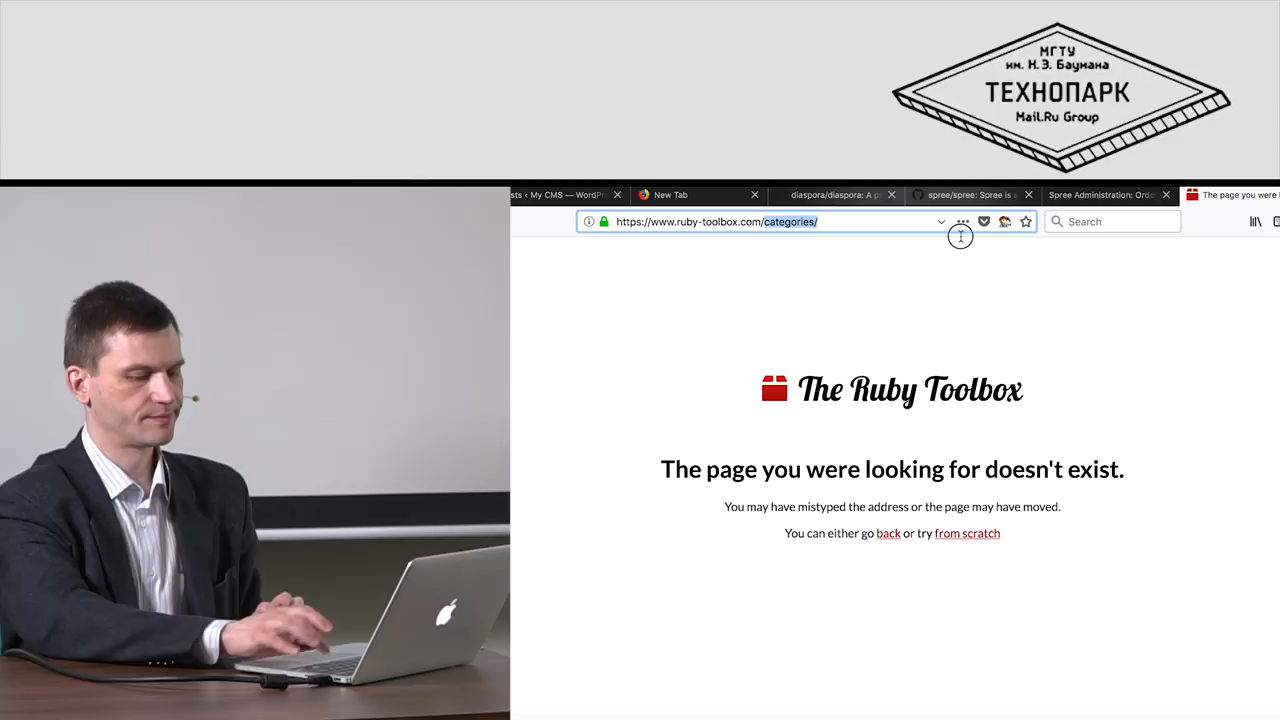 МГТУ
им. Н.Э. Баумана
ТЕХНОПАРК
Mail.Ru Group
sts ‹ My CMS — WordPr
New Tab
diaspora/diaspora: A p
spree/spree: Spree is a
Spree Administration: Orde
The page you were
https://www.ruby-toolbox.com/categories/
Search
The Ruby Toolbox
The page you were looking for doesn't exist.
You may have mistyped the address or the page may have moved.
You can either go back or try from scratch